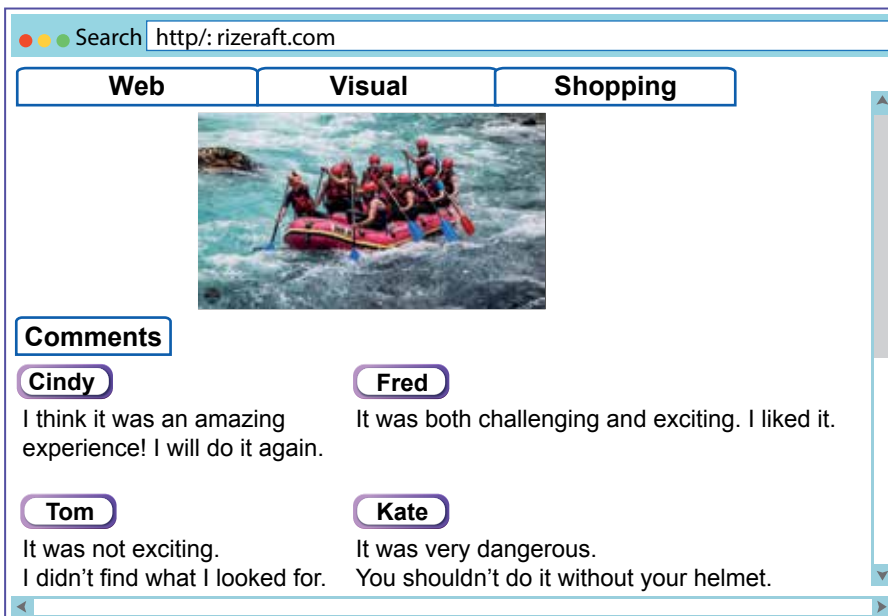 Search http/: rizeraft.com
Web Visual Shopping
Comments
Cindy
I think it was an amazing
experience! I will do it again.
Fred
It was both challenging and exciting. I liked it.
Tom
It was not exciting.
I didn't find what I looked for.
Kate
It was very dangerous.
You shouldn't do it without your helmet.